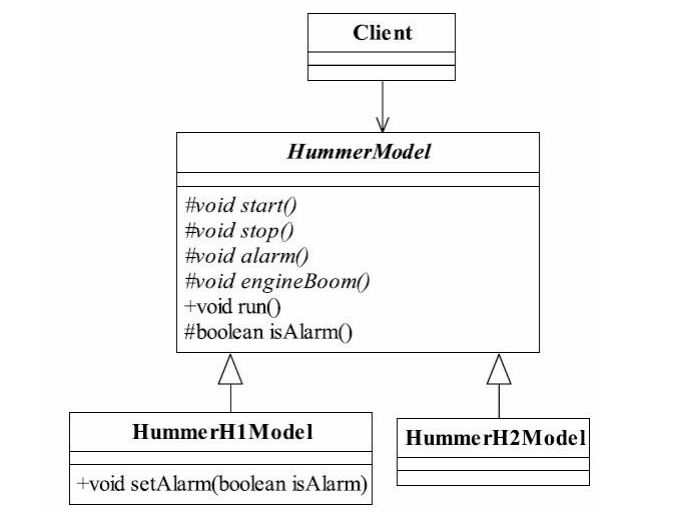 Client
HummerModel
#void start()
#void stop()
#void alarm()
#void engineBoom()
+void run()
#boolean isAlarm()
HummerH1Model
+void setAlarm(boolean isAlarm)
HummerH2Model